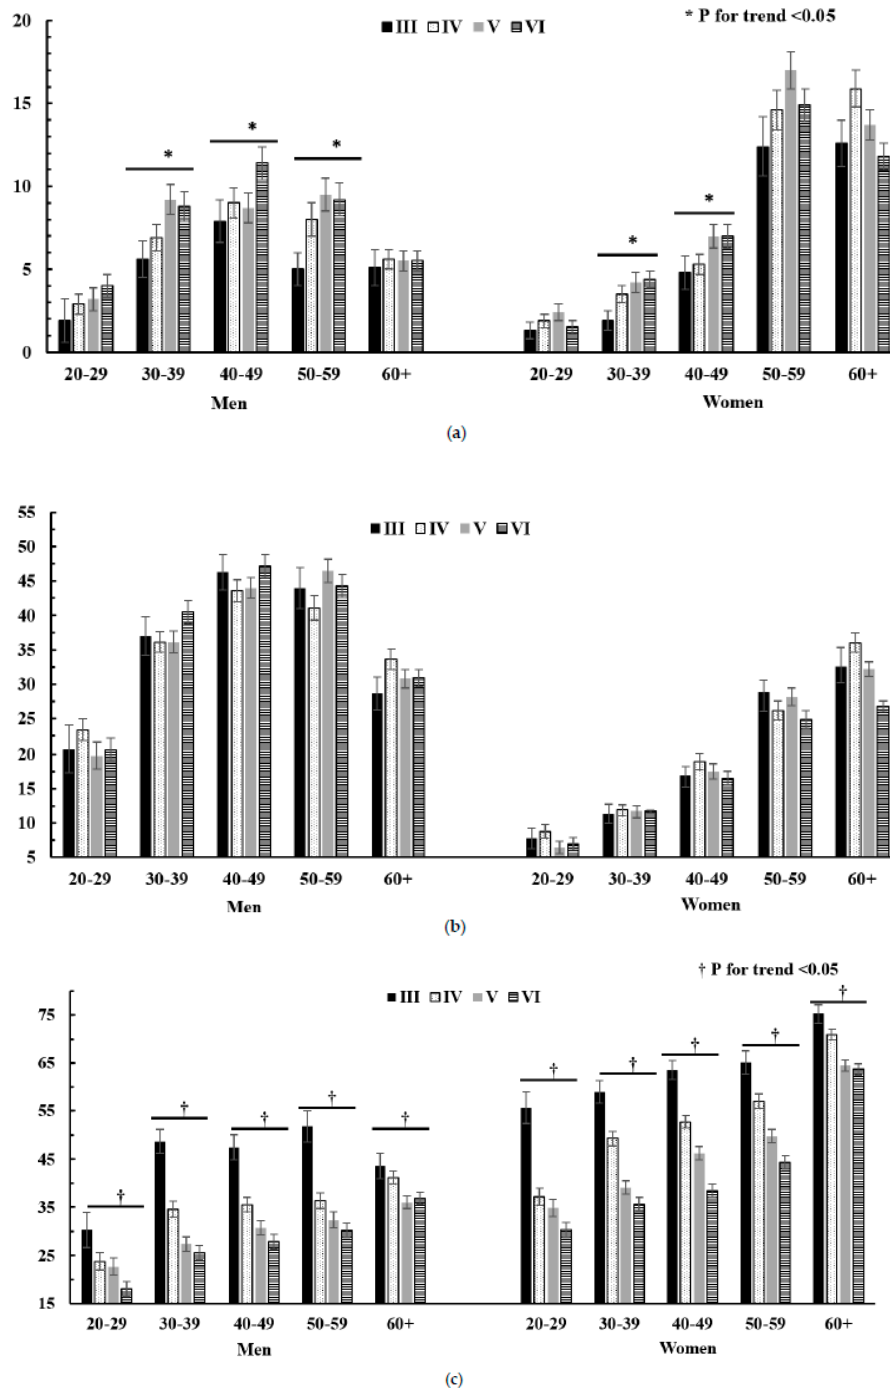 * P for trend <0.05
III IV V VI
20
15
10
5
0
20-29 30-39 40-49 50-59 60+ 20-29 30-39 40-49 50-59 60+
Men Women
* * * * *
(a)
III IV V VI
50
45
40
35
30
25
20
15
10
5
20-29 30-39 40-49 50-59 60+ 20-29 30-39 40-49 50-59 60+
Men Women
(b)
† P for trend <0.05
III IV V VI
75
65
55
45
35
25
15
† † † † † † † † † †
20-29 30-39 40-49 50-59 60+ 20-29 30-39 40-49 50-59 60+
Men Women
(c)